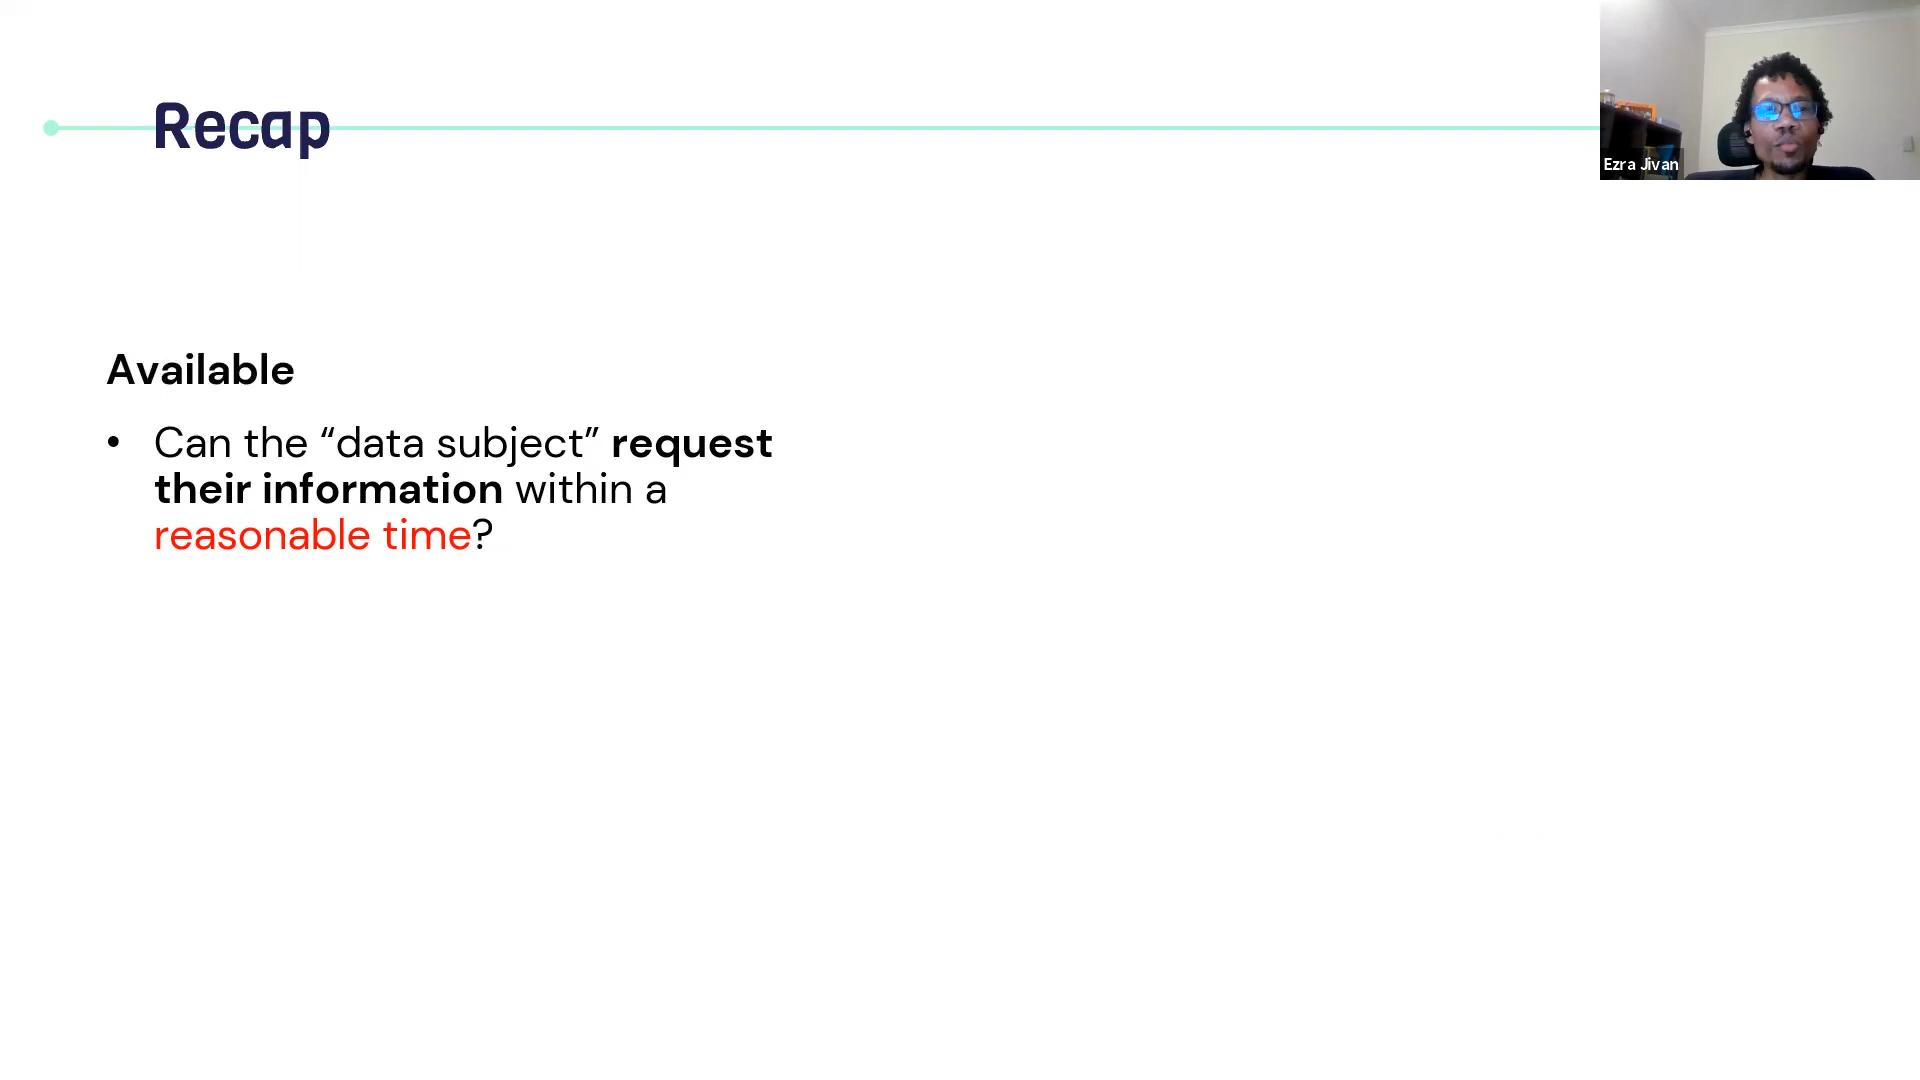 Recap
Ezra Jivan
Available
• Can the “data subject” request
their information within a
reasonable time?